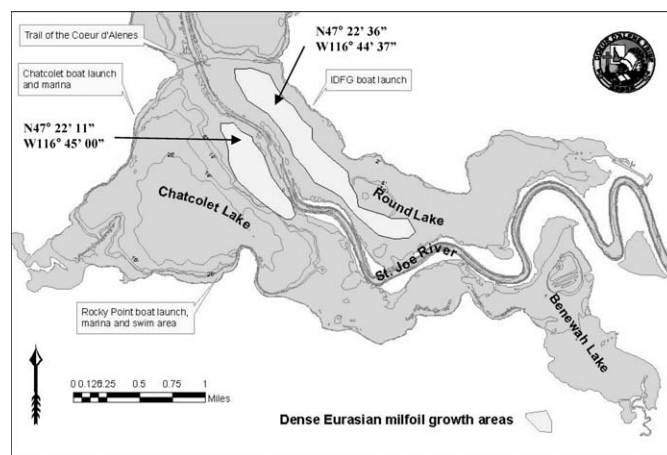 Trail of the Coeur d'Alenes
N47° 22' 36”
W116° 44' 37”
Chatcolet boat launch
and marina
IDFG boat launch
N47° 22' 11”
W116° 45' 00”
Chatcolet Lake
Round Lake
St. Joe River
Benewah Lake
Rocky Point boat launch,
marina and swim area
0 0.125 0.25 0.5 0.75 1
Miles
Dense Eurasian milfoil growth areas